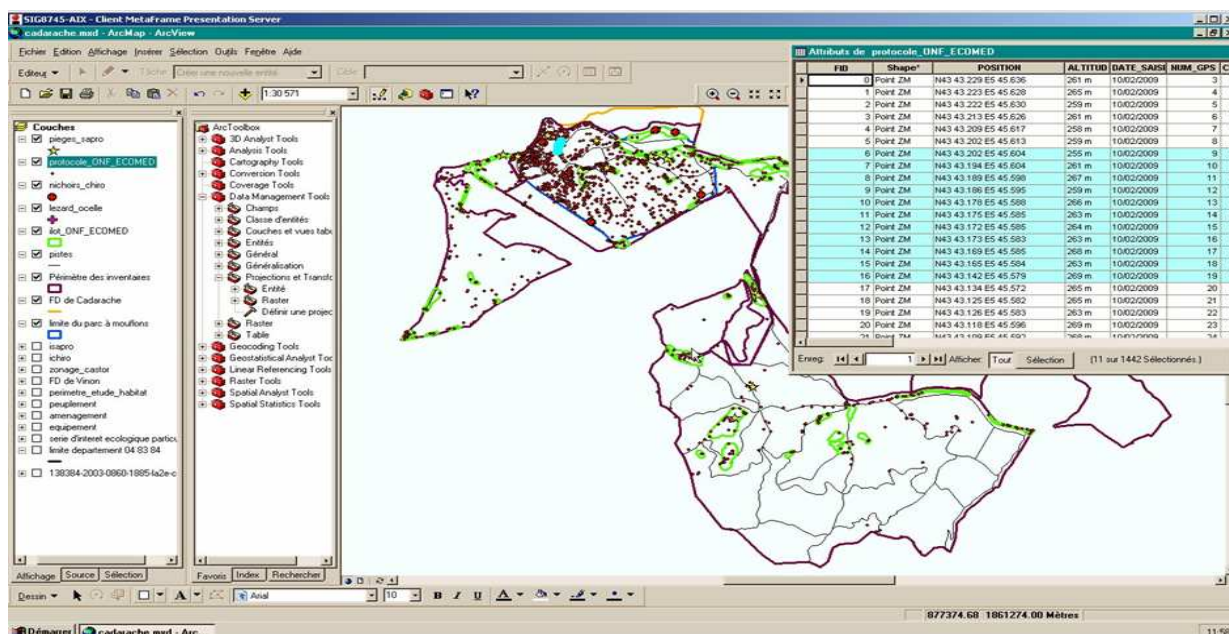 SIG8745-AIX - Client MetaFrame Presentation Server
cadarache.mxd - ArcMap - ArcView
Fichier Edition Affichage Insérer Sélection Outils Fenêtre Aide
Editeur Tâche Créer une nouvelle entité Cible
1:30 571
Couches
pieges_sapro
protocole_ONF_ECOMED
nichoirs_chiro
lezard_ocelle
ilot_ONF_ECOMED
pistes
Périmètre des inventaires
FD de Cadarache
limite du parc à mouflons
isapro
ichiro
zonage_castor
FD de Vinon
perimetre_etude_habitat
peuplement
amenagement
equipement
serie d'interet ecologique particu
limite departement 04 83 84
138384-2003-0860-1885-fa2e-c
Affichage Source Sélection
ArcToolbox
3D Analyst Tools
Analysis Tools
Cartography Tools
Conversion Tools
Coverage Tools
Data Management Tools
Champs
Classe d'entités
Couches et vues tabu
Entités
Général
Généralisation
Projections et Transfo
Entité
Raster
Définir une projec
Raster
Table
Geocoding Tools
Geostatistical Analyst Too
Linear Referencing Tools
Raster Tools
Spatial Analyst Tools
Spatial Statistics Tools
Favoris Index Rechercher
Attributs de protocole_ONF_ECOMED
FID Shape* POSITION ALTITUD DATE_SAISI NUM_GPS C
0 Point ZM N43 43.229 E5 45.636 261 m 10/02/2009 3
1 Point ZM N43 43.223 E5 45.628 265 m 10/02/2009 4
2 Point ZM N43 43.222 E5 45.630 259 m 10/02/2009 5
3 Point ZM N43 43.213 E5 45.626 261 m 10/02/2009 6
4 Point ZM N43 43.209 E5 45.617 258 m 10/02/2009 7
5 Point ZM N43 43.202 E5 45.613 259 m 10/02/2009 8
6 Point ZM N43 43.202 E5 45.604 255 m 10/02/2009 9
7 Point ZM N43 43.194 E5 45.604 261 m 10/02/2009 10
8 Point ZM N43 43.189 E5 45.598 267 m 10/02/2009 11
9 Point ZM N43 43.186 E5 45.595 259 m 10/02/2009 12
10 Point ZM N43 43.178 E5 45.588 266 m 10/02/2009 13
11 Point ZM N43 43.175 E5 45.585 263 m 10/02/2009 14
12 Point ZM N43 43.172 E5 45.585 264 m 10/02/2009 15
13 Point ZM N43 43.173 E5 45.583 263 m 10/02/2009 16
14 Point ZM N43 43.169 E5 45.585 268 m 10/02/2009 17
15 Point ZM N43 43.165 E5 45.584 263 m 10/02/2009 18
16 Point ZM N43 43.142 E5 45.579 269 m 10/02/2009 19
17 Point ZM N43 43.134 E5 45.572 265 m 10/02/2009 20
18 Point ZM N43 43.125 E5 45.582 265 m 10/02/2009 21
19 Point ZM N43 43.126 E5 45.583 263 m 10/02/2009 22
20 Point ZM N43 43.118 E5 45.596 269 m 10/02/2009 23
Enreg: 1 Afficher: Tout Sélection (11 sur 1442 Sélectionnés.)
Dessin A Arial 10 B I U A
877374.68 1861274.00 Mètres
Démarrer cadarache.mxd - Arc...